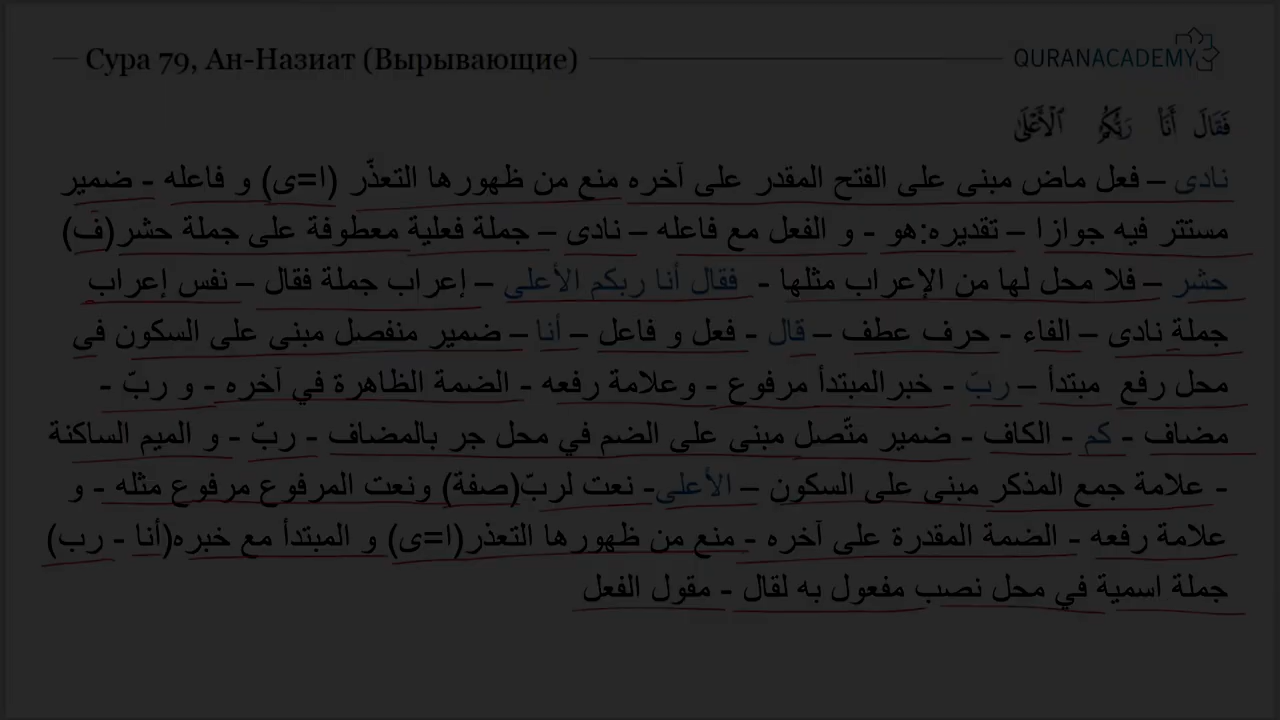 Сура 79, Ан-Назиат (Вырывающие)
QURANACADEMY
فَقَالَ أَنَا۠ رَبُّكُمُ ٱلْأَعْلَىٰ
نادى – فعل ماض مبنى على الفتح المقدر على آخره منع من ظهورها التعذّر (ا=ى) و فاعله - ضمير
مستتر فيه جوازا – تقديره:هو - و الفعل مع فاعله – نادى – جملة فعلية معطوفة على جملة حشر(فَ)
حشر – فلا محل لها من الإعراب مثلها - فقال أنا ربكم الأعلى – إعراب جملة فقال – نفس إعراب
جملة نادى – الفاء - حرف عطف – قال - فعل و فاعل – أنا – ضمير منفصل مبنى على السكون في
محل رفع مبتدأ – ربّ - خبرالمبتدأ مرفوع - وعلامة رفعه - الضمة الظاهرة في آخره - و ربّ -
مضاف - كم - الكاف - ضمير متّصل مبنى على الضم في محل جر بالمضاف - ربّ - و الميم الساكنة
- علامة جمع المذكر مبنى على السكون – الأعلى- نعت لربّ(صفة) ونعت المرفوع مرفوع مثله - و
علامة رفعه - الضمة المقدرة على آخره - منع من ظهورها التعذر(ا=ى) و المبتدأ مع خبره(أنا - رب)
جملة اسمية في محل نصب مفعول به لقال - مقول الفعل